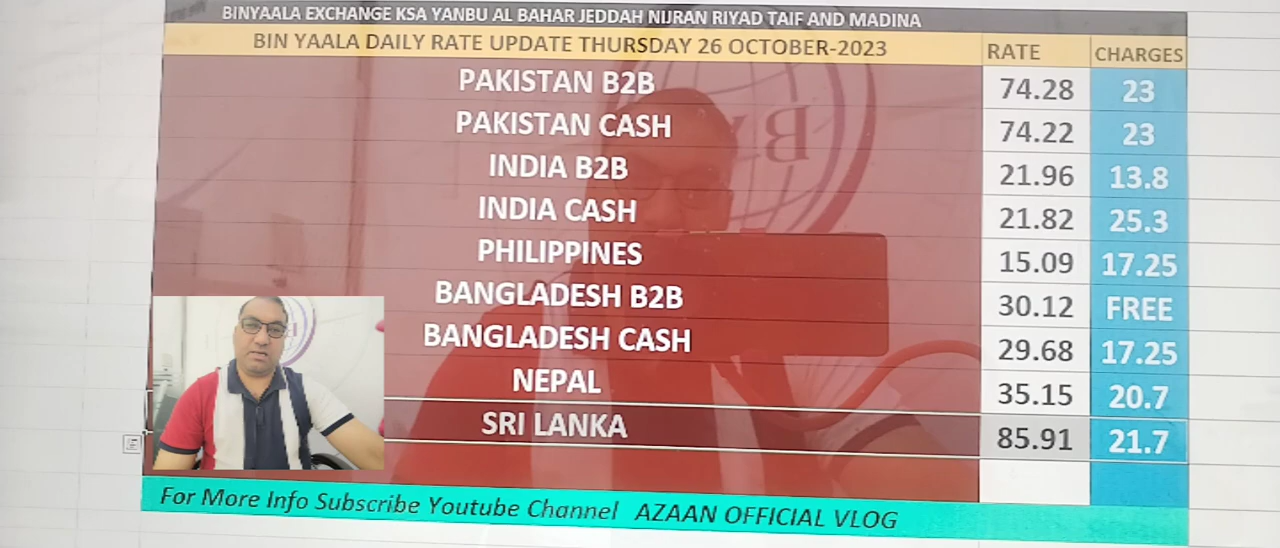 BINYAALA EXCHANGE KSA YANBU AL BAHAR JEDDAH NIJRAN RIYAD TAIF AND MADINA
BIN YAALA DAILY RATE UPDATE THURSDAY 26 OCTOBER-2023 RATE CHARGES
PAKISTAN B2B 74.28 23
PAKISTAN CASH 74.22 23
INDIA B2B 21.96 13.8
INDIA CASH 21.82 25.3
PHILIPPINES 15.09 17.25
BANGLADESH B2B 30.12 FREE
BANGLADESH CASH 29.68 17.25
NEPAL 35.15 20.7
SRI LANKA 85.91 21.7
For More Info Subscribe Youtube Channel AZAAN OFFICIAL VLOG